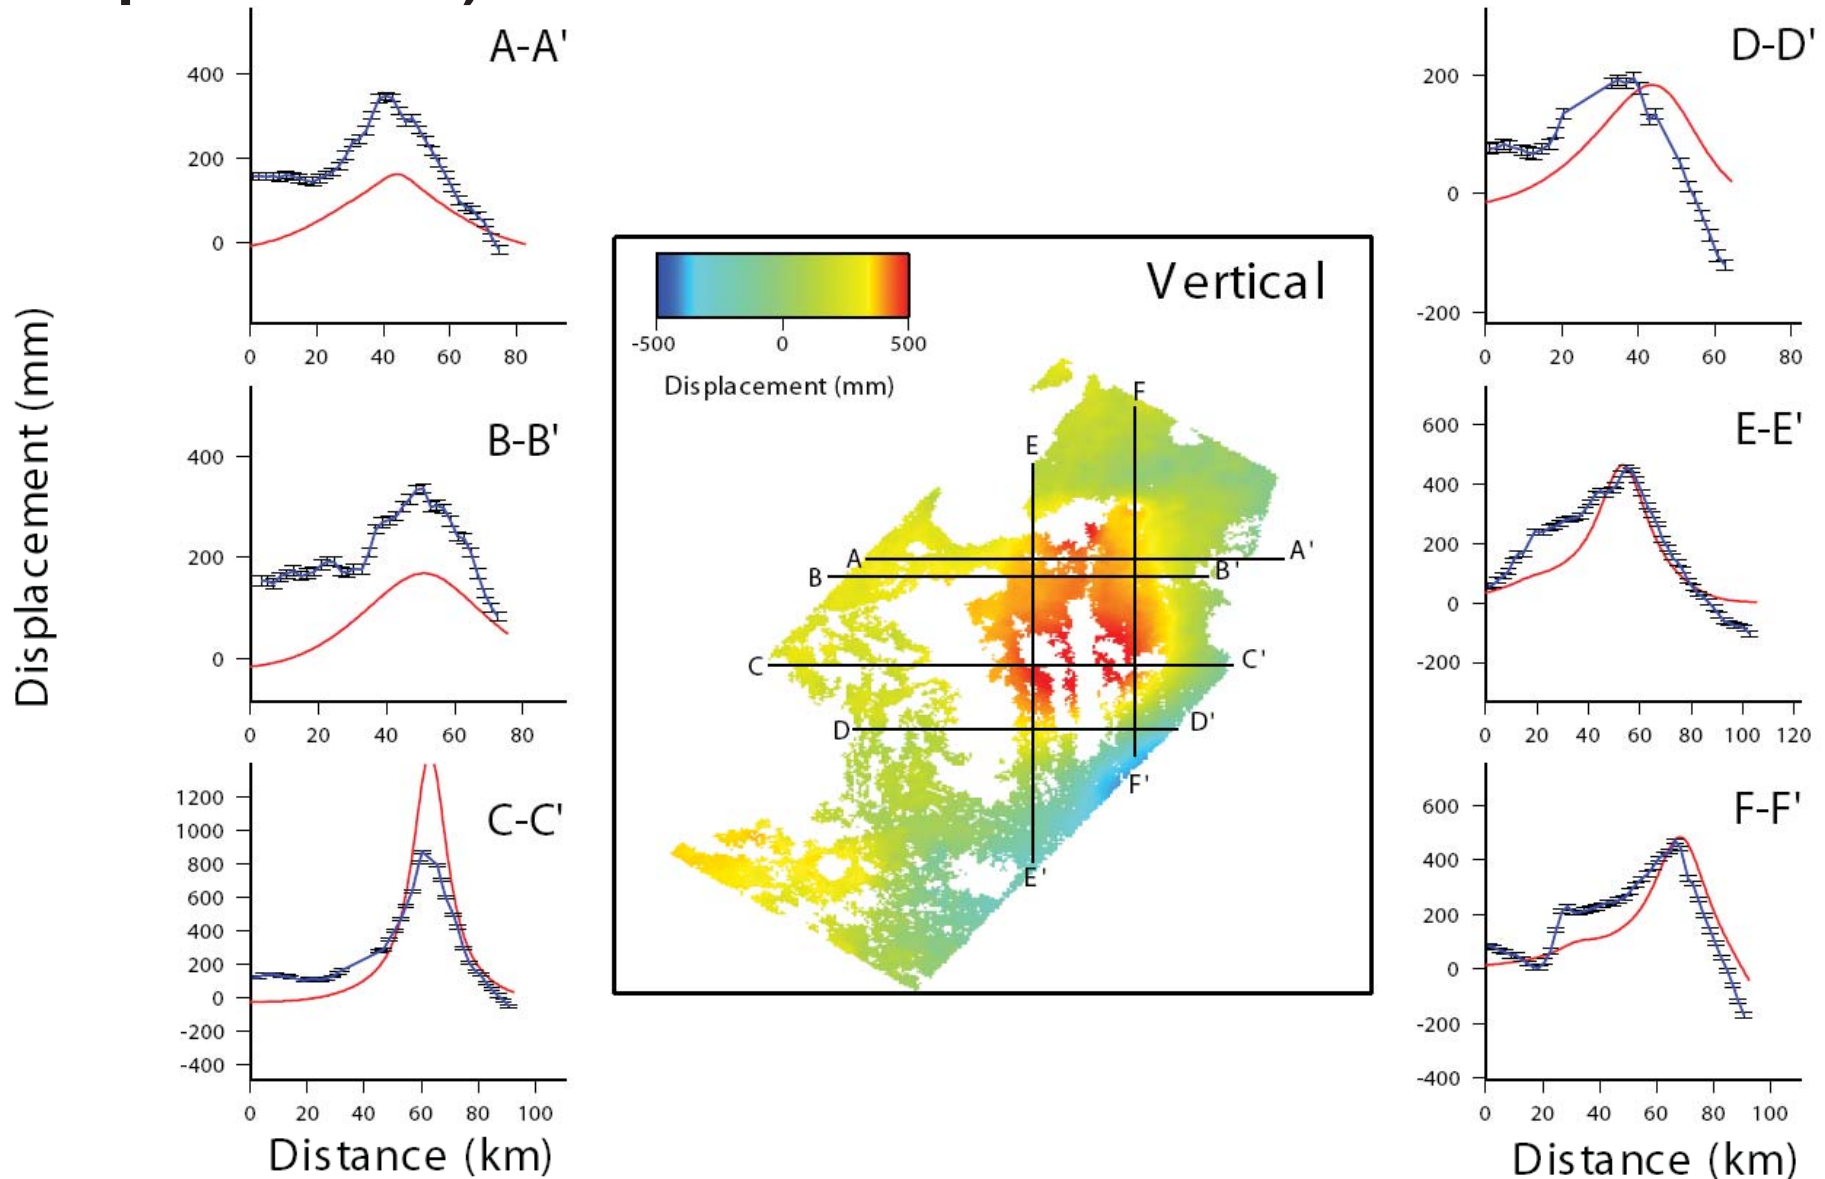 A-A'
400
200
0
0 20 40 60 80
B-B'
400
200
0
0 20 40 60 80
C-C'
1200
1000
800
600
400
200
0
-200
-400
0 20 40 60 80 100
Displacement (mm)
Distance (km)
Vertical
-500 0 500
Displacement (mm)
F
E
A A'
B B'
C C'
D D'
F'
E'
D-D'
200
0
-200
0 20 40 60 80
E-E'
600
400
200
0
-200
0 20 40 60 80 100 120
F-F'
600
400
200
0
-200
-400
0 20 40 60 80 100
Distance (km)